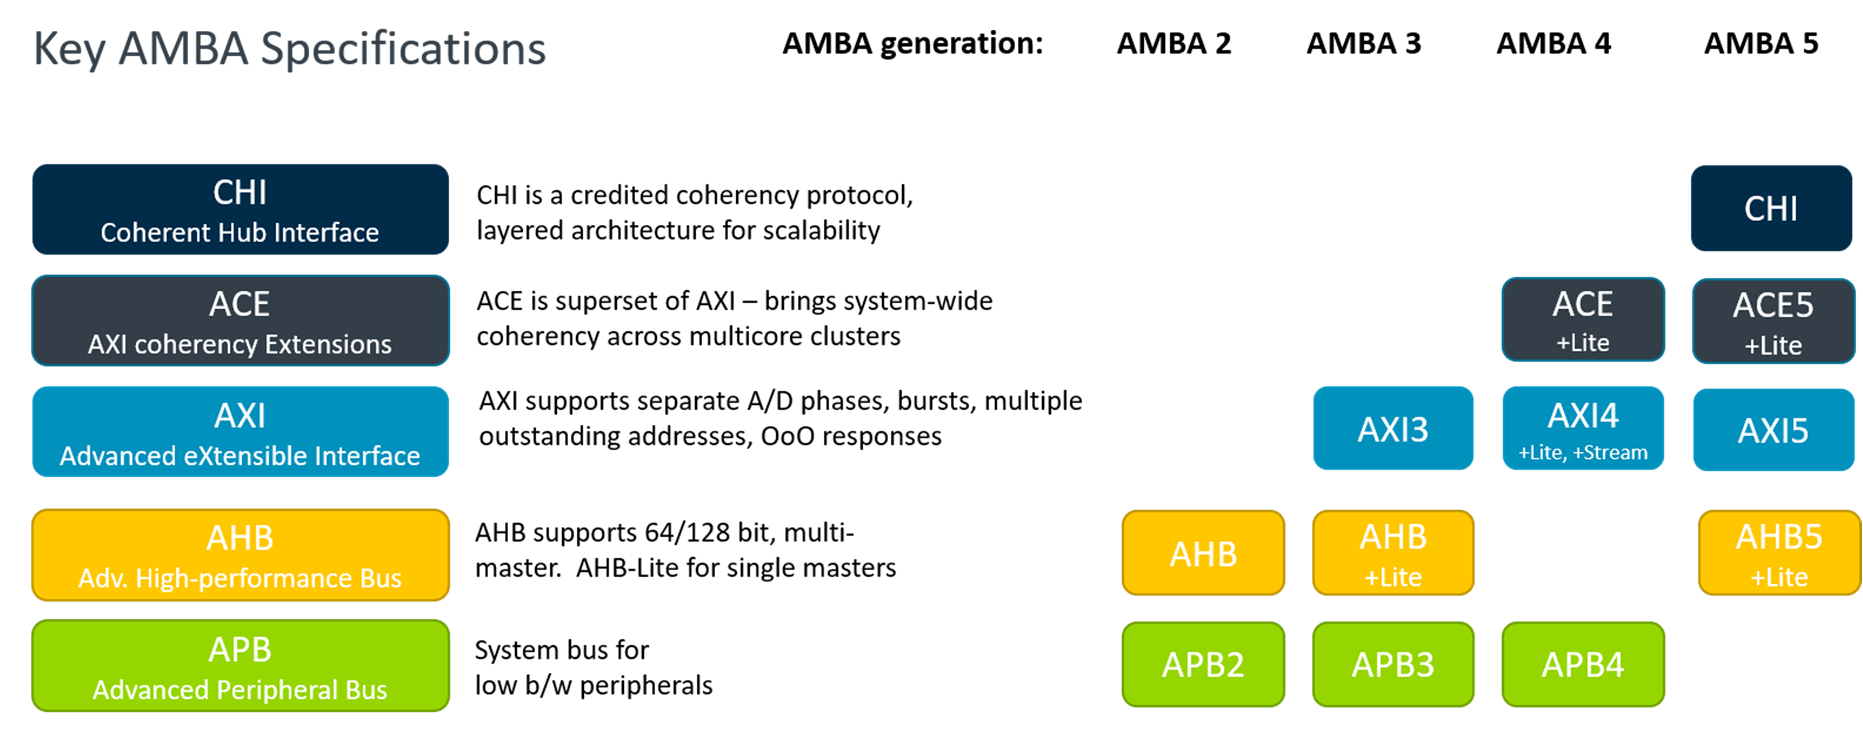 Key AMBA Specifications
AMBA generation: AMBA 2 AMBA 3 AMBA 4 AMBA 5
CHI
Coherent Hub Interface
CHI is a credited coherency protocol,
layered architecture for scalability
CHI
ACE
AXI coherency Extensions
ACE is superset of AXI – brings system-wide
coherency across multicore clusters
ACE
+Lite
ACE5
+Lite
AXI
Advanced eXtensible Interface
AXI supports separate A/D phases, bursts, multiple
outstanding addresses, OoO responses
AXI3
AXI4
+Lite, +Stream
AXI5
AHB
Adv. High-performance Bus
AHB supports 64/128 bit, multi-
master.  AHB-Lite for single masters
AHB
AHB
+Lite
AHB5
+Lite
APB
Advanced Peripheral Bus
System bus for
low b/w peripherals
APB2
APB3
APB4